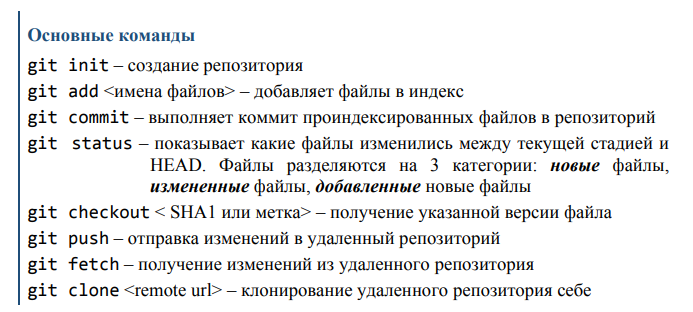 Основные команды
git init – создание репозитория
git add <имена файлов> – добавляет файлы в индекс
git commit – выполняет коммит проиндексированных файлов в репозиторий
git status – показывает какие файлы изменились между текущей стадией и
HEAD. Файлы разделяются на 3 категории: новые файлы,
измененные файлы, добавленные новые файлы
git checkout < SHA1 или метка> – получение указанной версии файла
git push – отправка изменений в удаленный репозиторий
git fetch – получение изменений из удаленного репозитория
git clone <remote url> – клонирование удаленного репозитория себе